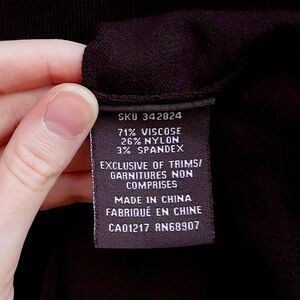 SKU 342824
71% VISCOSE
26% NYLON
3% SPANDEX
EXCLUSIVE OF TRIMS/
GARNITURES NON
COMPRISES
MADE IN CHINA
FABRIQUÉ EN CHINE
CA01217 RN68907